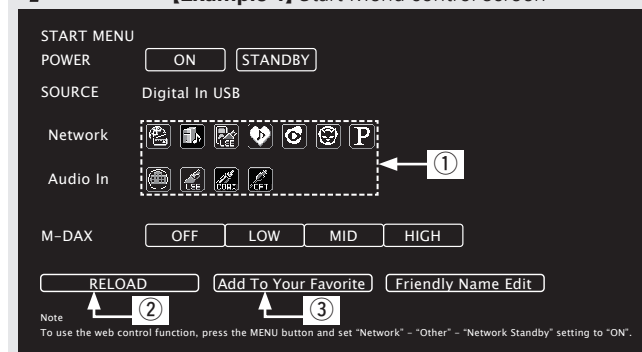 [Example 1] Start Menu control screen
START MENU
POWER ON STANDBY
SOURCE Digital In USB
Network
P
①
Audio In
M-DAX OFF LOW MID HIGH
RELOAD Add To Your Favorite Friendly Name Edit
② ③
Note
To use the web control function, press the MENU button and set “Network” – “Other” – “Network Standby” setting to “ON”.